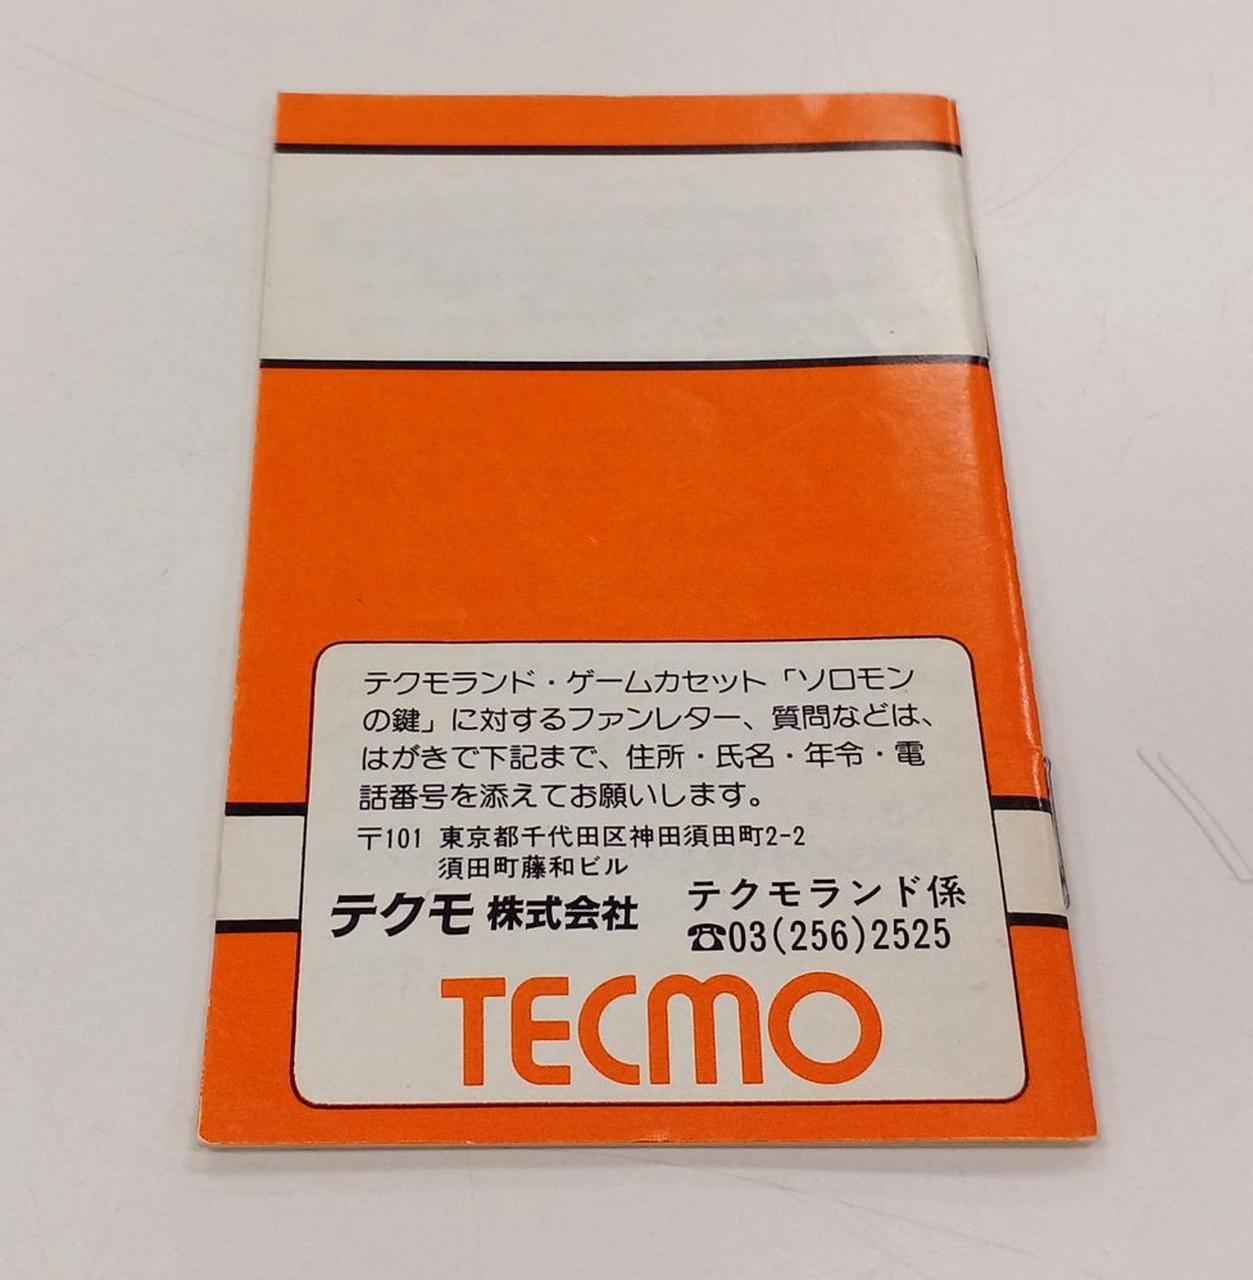 テクモランド・ゲームカセット「ソロモン
の鍵」に対するファンレター、質問などは、
はがきで下記まで、住所・氏名・年令・電
話番号を添えてお願いします。
〒101 東京都千代田区神田須田町2-2
須田町藤和ビル
テクモ株式会社
テクモランド係
☎03(256)2525
TECMO